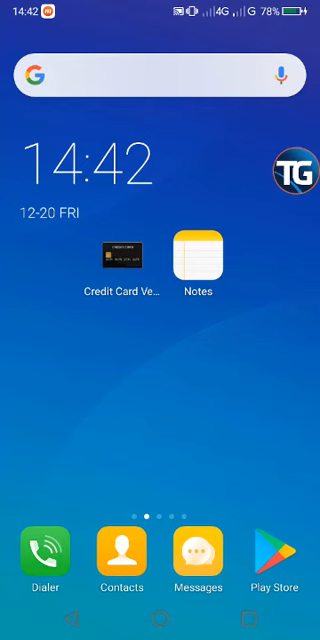 14:42
4G
G
78%
14:42
12-20 FRI
TG
Credit Card Ve...
Notes
Dialer
Contacts
Messages
Play Store